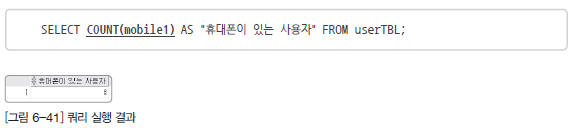 SELECT COUNT(mobile1) AS "휴대폰이 있는 사용자" FROM userTBL;
휴대폰이 있는 사용자
1 8
[그림 6-41] 쿼리 실행 결과